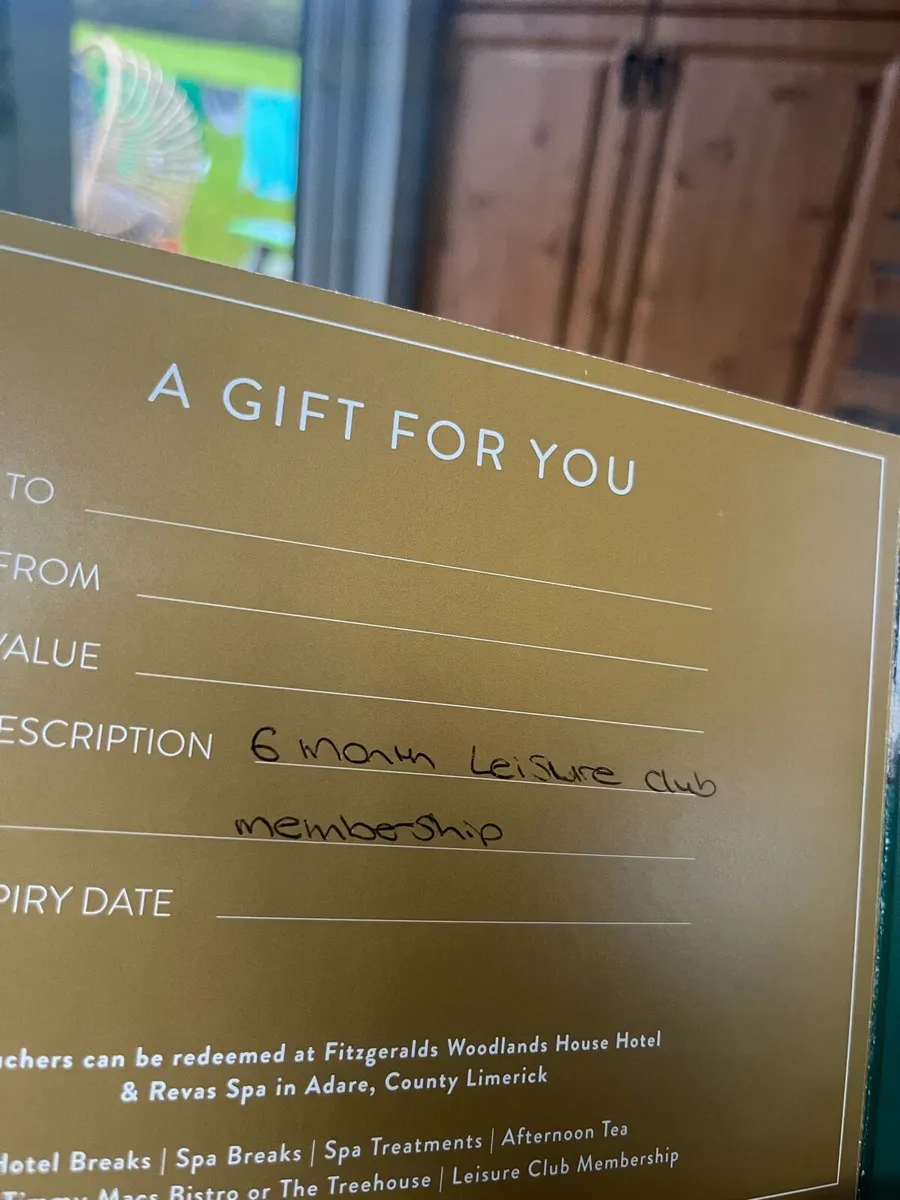 A GIFT FOR YOU
TO
FROM
VALUE
ESCRIPTION 6 month Leisure club
membership
PIRY DATE
uchers can be redeemed at Fitzgeralds Woodlands House Hotel
& Revas Spa in Adare, County Limerick
Hotel Breaks | Spa Breaks | Spa Treatments | Afternoon Tea
Timmy Macs Bistro or The Treehouse | Leisure Club Membership